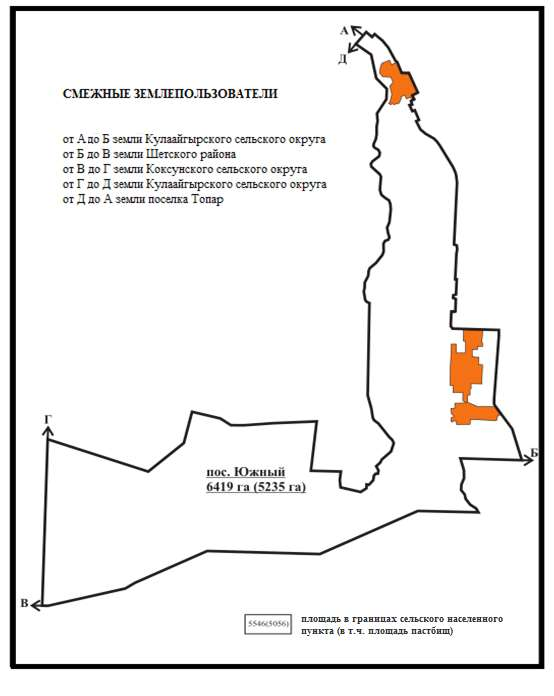 А
Д
СМЕЖНЫЕ ЗЕМЛЕПОЛЬЗОВАТЕЛИ
от А до Б земли Кулаайгырского сельского округа
от Б до В земли Шетского района
от В до Г земли Коксунского сельского округа
от Г до Д земли Кулаайгырского сельского округа
от Д до А земли поселка Топар
Г
Б
пос. Южный
6419 га (5235 га)
В
5546(5056)
площадь в границах сельского населенного
пункта (в т.ч. площадь пастбищ)